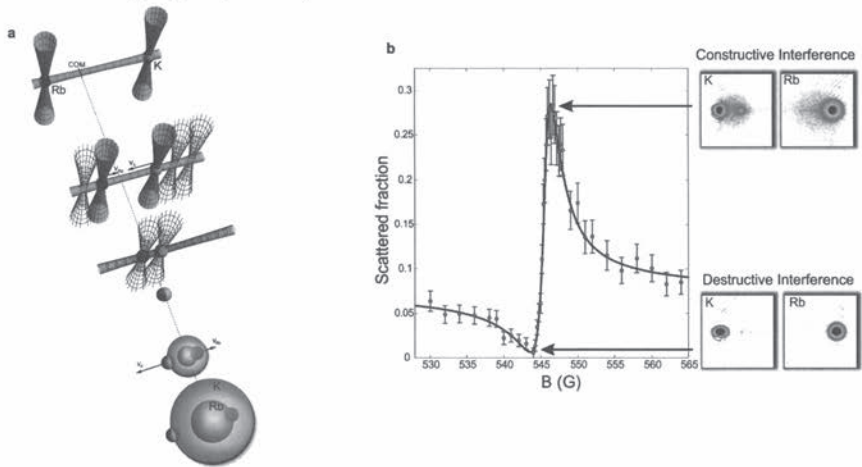 a
COM
K
Rb
K
Rb
b
Scattered fraction
0.3
0.25
0.2
0.15
0.1
0.05
0
530 535 540 545 550 555 560 565
B (G)
Constructive Interference
K Rb
Destructive Interference
K Rb